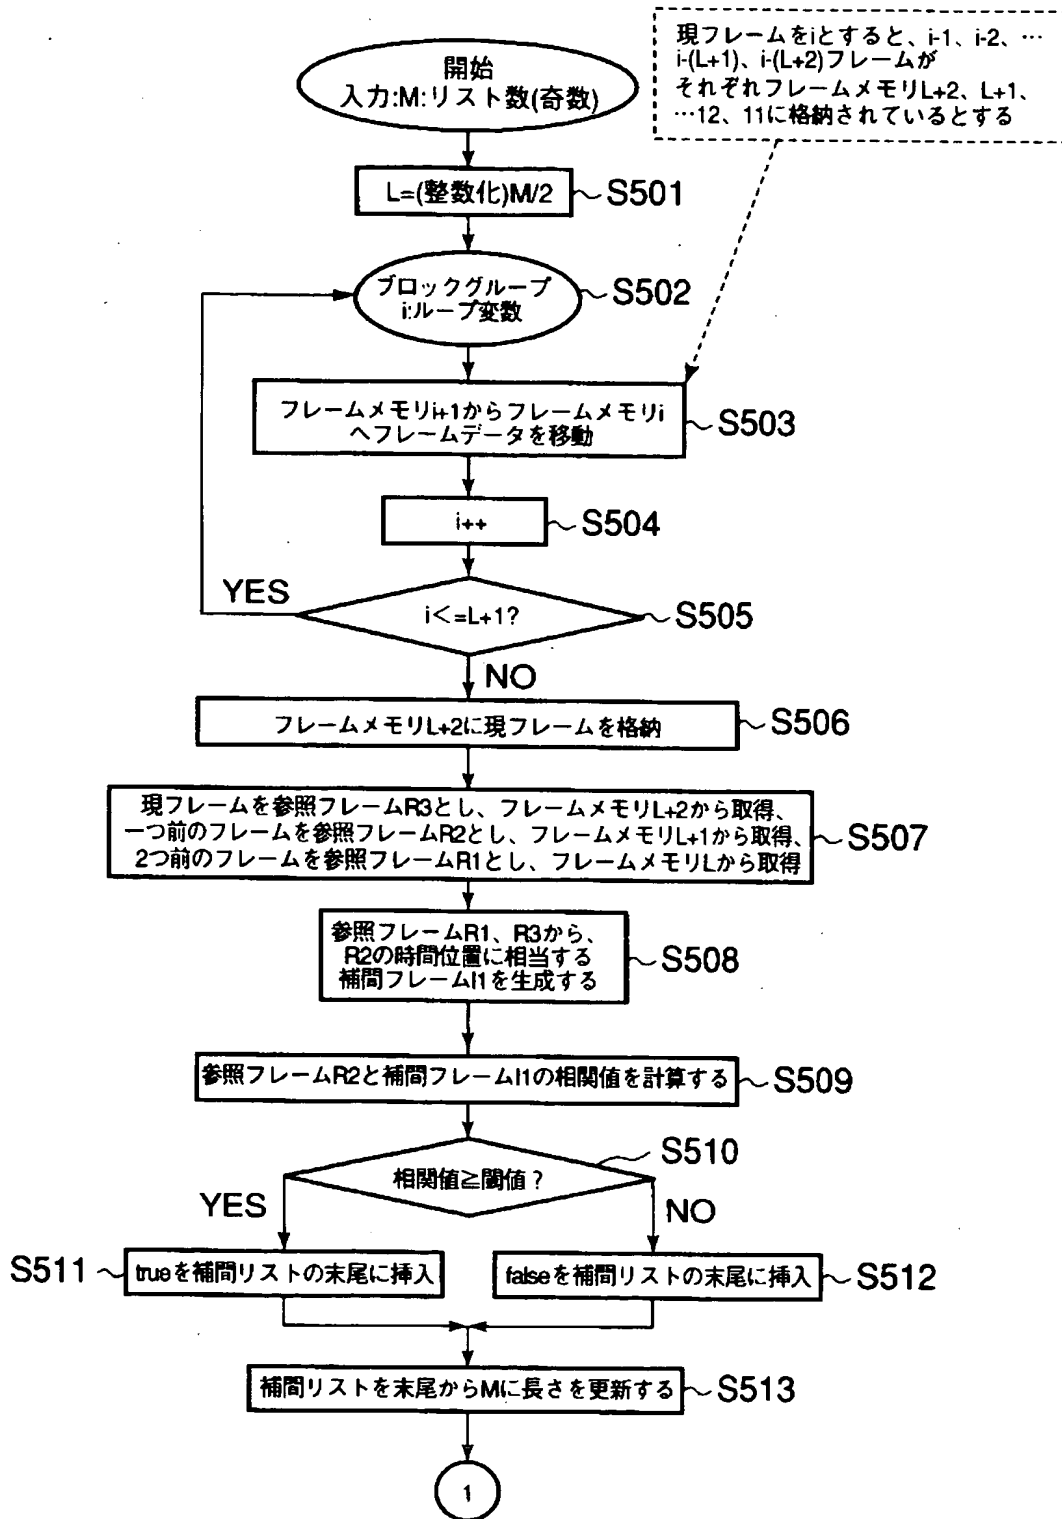 現フレームをiとすると、i-1、i-2、…
i-(L+1)、i-(L+2)フレームが
それぞれフレームメモリL+2、L+1、
…12、11に格納されているとする
開始
入力:M:リスト数(奇数)
L=(整数化)M/2
S501
ブロックグループ
i:ループ変数
S502
フレームメモリi+1からフレームメモリi
へフレームデータを移動
S503
i++
S504
i<=L+1?
S505
YES
NO
フレームメモリL+2に現フレームを格納
S506
現フレームを参照フレームR3とし、フレームメモリL+2から取得、
一つ前のフレームを参照フレームR2とし、フレームメモリL+1から取得、
2つ前のフレームを参照フレームR1とし、フレームメモリLから取得
S507
参照フレームR1、R3から、
R2の時間位置に相当する
補間フレームI1を生成する
S508
参照フレームR2と補間フレームI1の相関値を計算する
S509
相関値≧閾値?
S510
YES
NO
S511
trueを補間リストの末尾に挿入
falseを補間リストの末尾に挿入
S512
補間リストを末尾からMに長さを更新する
S513
1